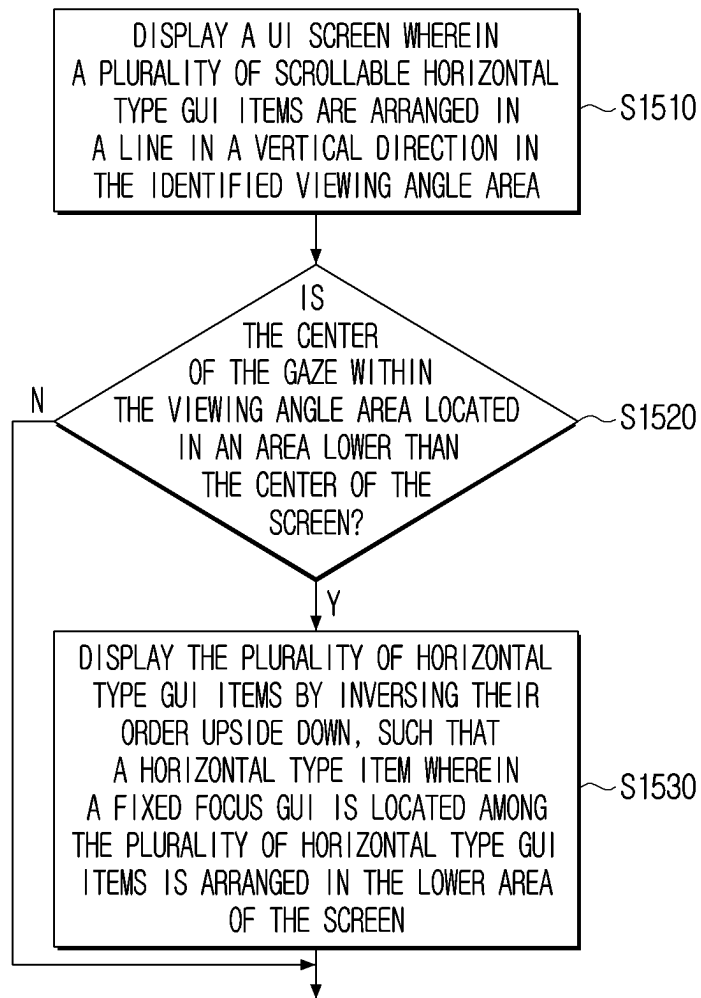 DISPLAY A UI SCREEN WHEREIN
A PLURALITY OF SCROLLABLE HORIZONTAL
TYPE GUI ITEMS ARE ARRANGED IN
A LINE IN A VERTICAL DIRECTION IN
THE IDENTIFIED VIEWING ANGLE AREA
S1510
IS
THE CENTER
OF THE GAZE WITHIN
THE VIEWING ANGLE AREA LOCATED
IN AN AREA LOWER THAN
THE CENTER OF THE
SCREEN?
N
S1520
Y
DISPLAY THE PLURALITY OF HORIZONTAL
TYPE GUI ITEMS BY INVERSING THEIR
ORDER UPSIDE DOWN, SUCH THAT
A HORIZONTAL TYPE ITEM WHEREIN
A FIXED FOCUS GUI IS LOCATED AMONG
THE PLURALITY OF HORIZONTAL TYPE GUI
ITEMS IS ARRANGED IN THE LOWER AREA
OF THE SCREEN
S1530